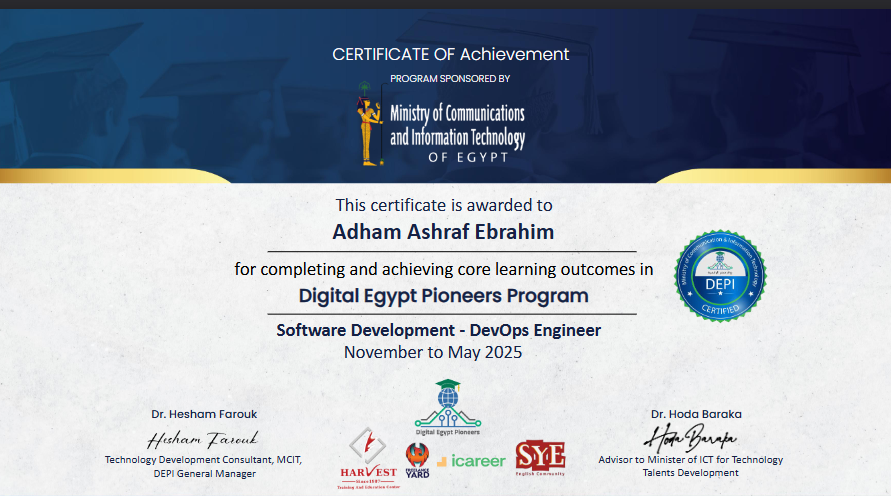 CERTIFICATE OF Achievement
PROGRAM SPONSORED BY
Ministry of Communications
and Information Technology
OF EGYPT
This certificate is awarded to
Adham Ashraf Ebrahim
for completing and achieving core learning outcomes in
Digital Egypt Pioneers Program
Software Development - DevOps Engineer
November to May 2025
Ministry of Communication & Information Technology
DEPI
CERTIFIED
Dr. Hesham Farouk
Hisham Farouk
Technology Development Consultant, MCIT,
DEPI General Manager
Digital Egypt Pioneers
HARVEST
Since 1997
Training And Education Center
FREELANCE
YARD
icareer
SYE
English Community
Dr. Hoda Baraka
Hoda Baraka
Advisor to Minister of ICT for Technology
Talents Development